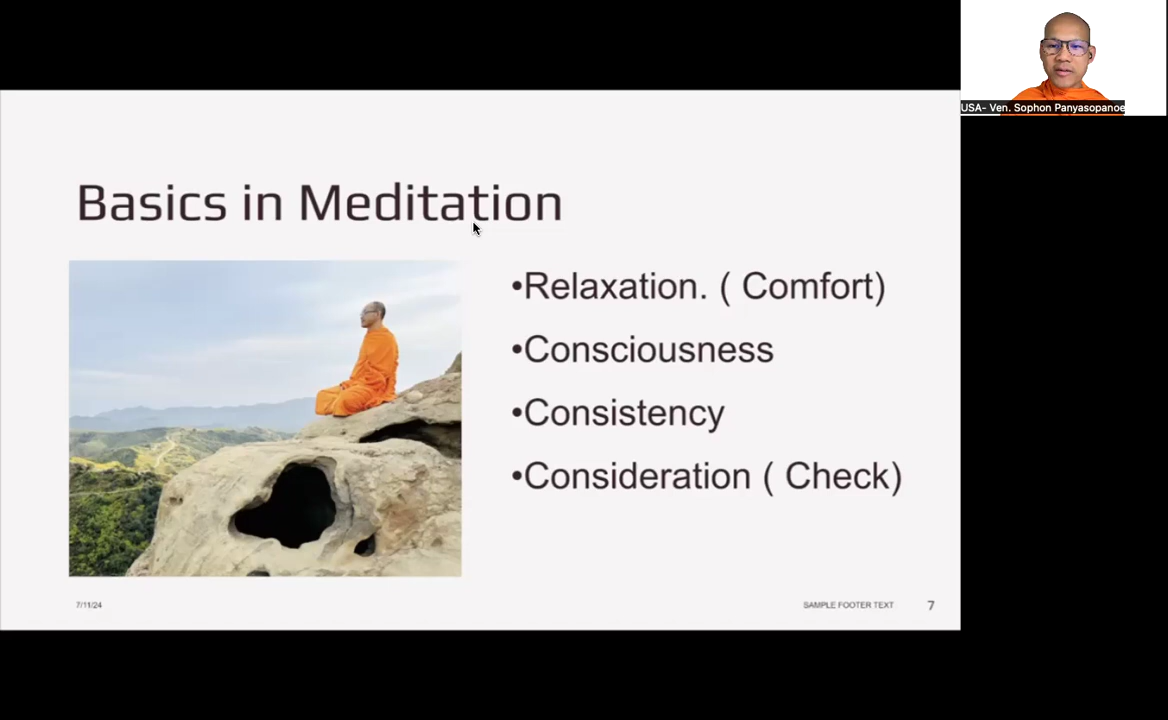 USA- Ven. Sophon Panyasopanoe
Basics in Meditation
•Relaxation. ( Comfort)
•Consciousness
•Consistency
•Consideration ( Check)
7/11/24
SAMPLE FOOTER TEXT
7